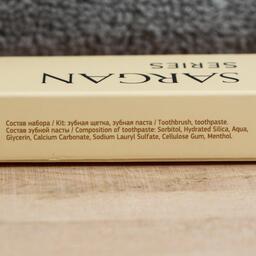 SARGAN
SERIES
Состав набора / Kit: зубная щетка, зубная паста / Toothbrush, toothpaste.
Состав зубной пасты / Composition of toothpaste: Sorbitol, Hydrated Silica, Aqua,
Glycerin, Calcium Carbonate, Sodium Lauryl Sulfate, Cellulose Gum, Menthol.